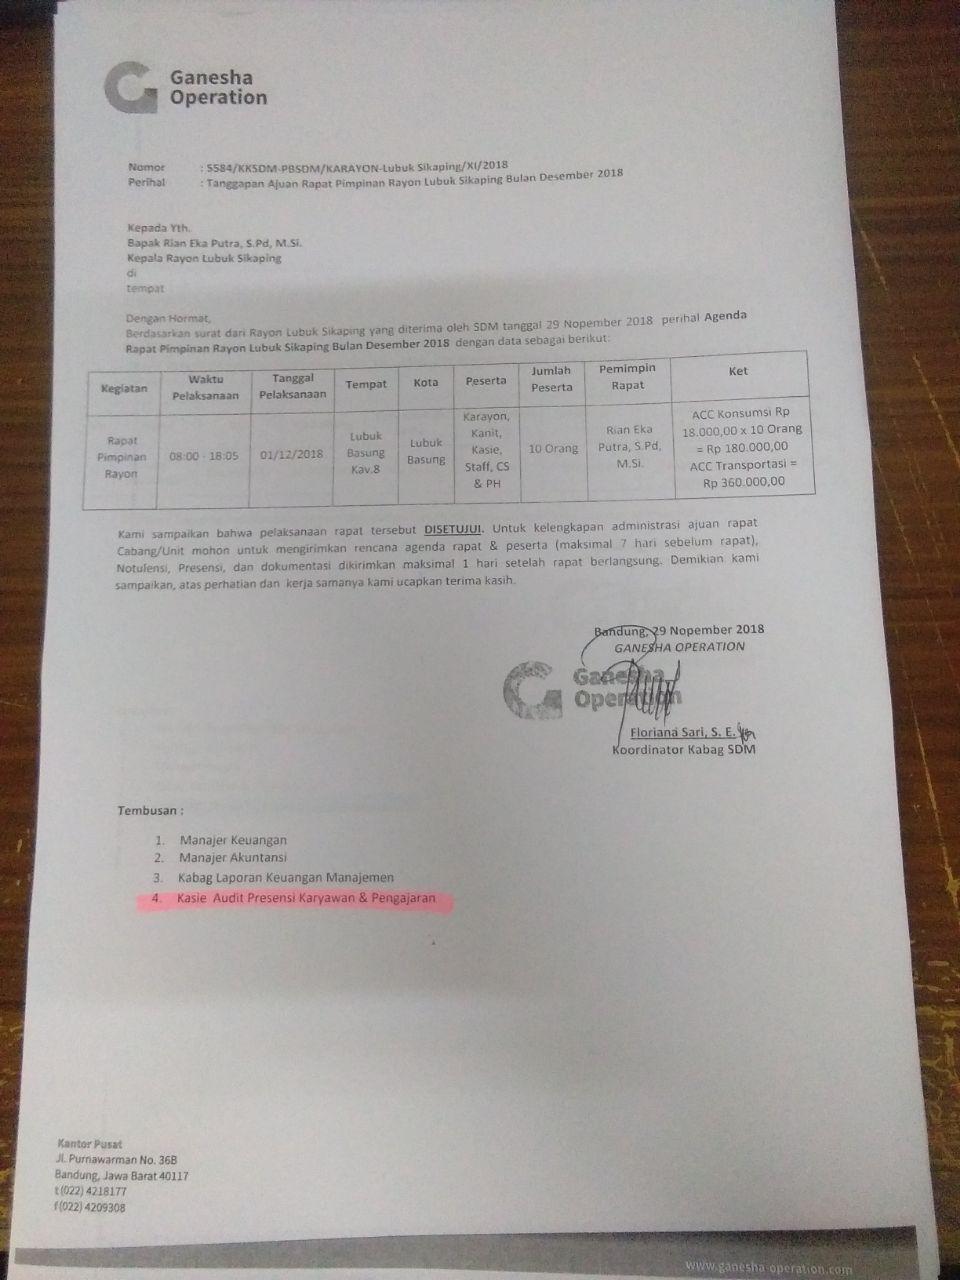 Ganesha
Operation
Nomor : 5584/KKSDM-PBSDM/KARAYON-Lubuk Sikaping/XI/2018
Perihal : Tanggapan Ajuan Rapat Pimpinan Rayon Lubuk Sikaping Bulan Desember 2018
Kepada Yth.
Bapak Rian Eka Putra, S.Pd, M.Si.
Kepala Rayon Lubuk Sikaping
di
tempat
Dengan Hormat,
Berdasarkan surat dari Rayon Lubuk Sikaping yang diterima oleh SDM tanggal 29 Nopember 2018 perihal Agenda
Rapat Pimpinan Rayon Lubuk Sikaping Bulan Desember 2018 dengan data sebagai berikut:
Kegiatan
Waktu
Pelaksanaan
Tanggal
Pelaksanaan
Tempat
Kota
Peserta
Jumlah
Peserta
Pemimpin
Rapat
Ket
Rapat
Pimpinan
Rayon
08:00 - 18:05
01/12/2018
Lubuk
Basung
Kav.8
Lubuk
Basung
Karayon,
Kanit,
Kasie,
Staff, CS
& PH
10 Orang
Rian Eka
Putra, S.Pd,
M.Si.
ACC Konsumsi Rp
18.000,00 x 10 Orang
= Rp 180.000,00
ACC Transportasi =
Rp 360.000,00
Kami sampaikan bahwa pelaksanaan rapat tersebut DISETUJUI. Untuk kelengkapan administrasi ajuan rapat
Cabang/Unit mohon untuk mengirimkan rencana agenda rapat & peserta (maksimal 7 hari sebelum rapat),
Notulensi, Presensi, dan dokumentasi dikirimkan maksimal 1 hari setelah rapat berlangsung. Demikian kami
sampaikan, atas perhatian dan kerja samanya kami ucapkan terima kasih.
Bandung, 29 Nopember 2018
GANESHA OPERATION
Ganesha
Operation
Floriana Sari, S. E.
Koordinator Kabag SDM
Tembusan :
1. Manajer Keuangan
2. Manajer Akuntansi
3. Kabag Laporan Keuangan Manajemen
4. Kasie Audit Presensi Karyawan & Pengajaran
Kantor Pusat
Jl. Purnawarman No. 36B
Bandung, Jawa Barat 40117
t (022) 4218177
f (022) 4209308
www.ganesha-operation.com